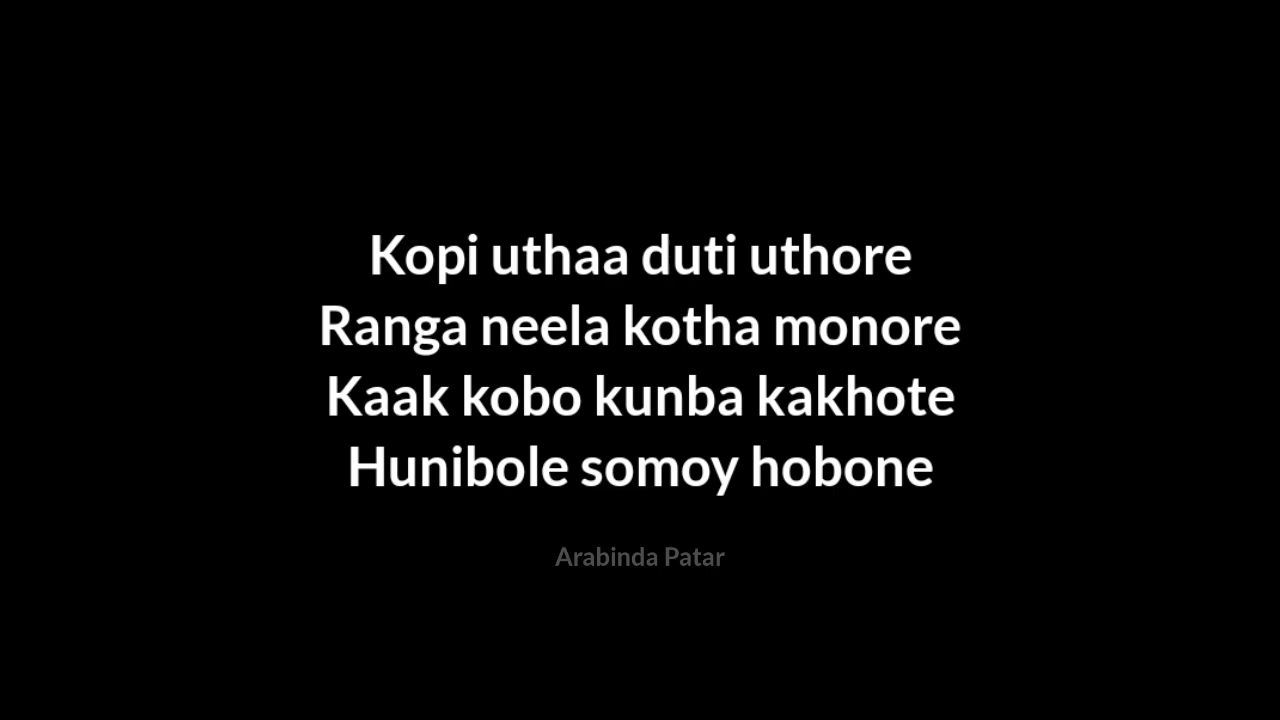 Kopi uthaa duti uthore
Ranga neela kotha monore
Kaak kobo kunba kakhote
Hunibole somoy hobone
Arabinda Patar